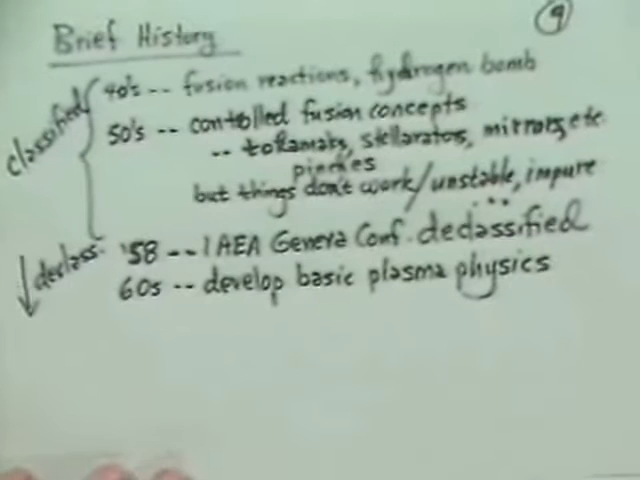 9
Brief History
classified
40's -- fusion reactions, hydrogen bomb
50's -- controlled fusion concepts
-- tokamaks, stellarators, mirrors, etc
pinches
but things don't work/unstable, impure
declass.
'58 -- IAEA Geneva Conf. declassified
60s -- develop basic plasma physics